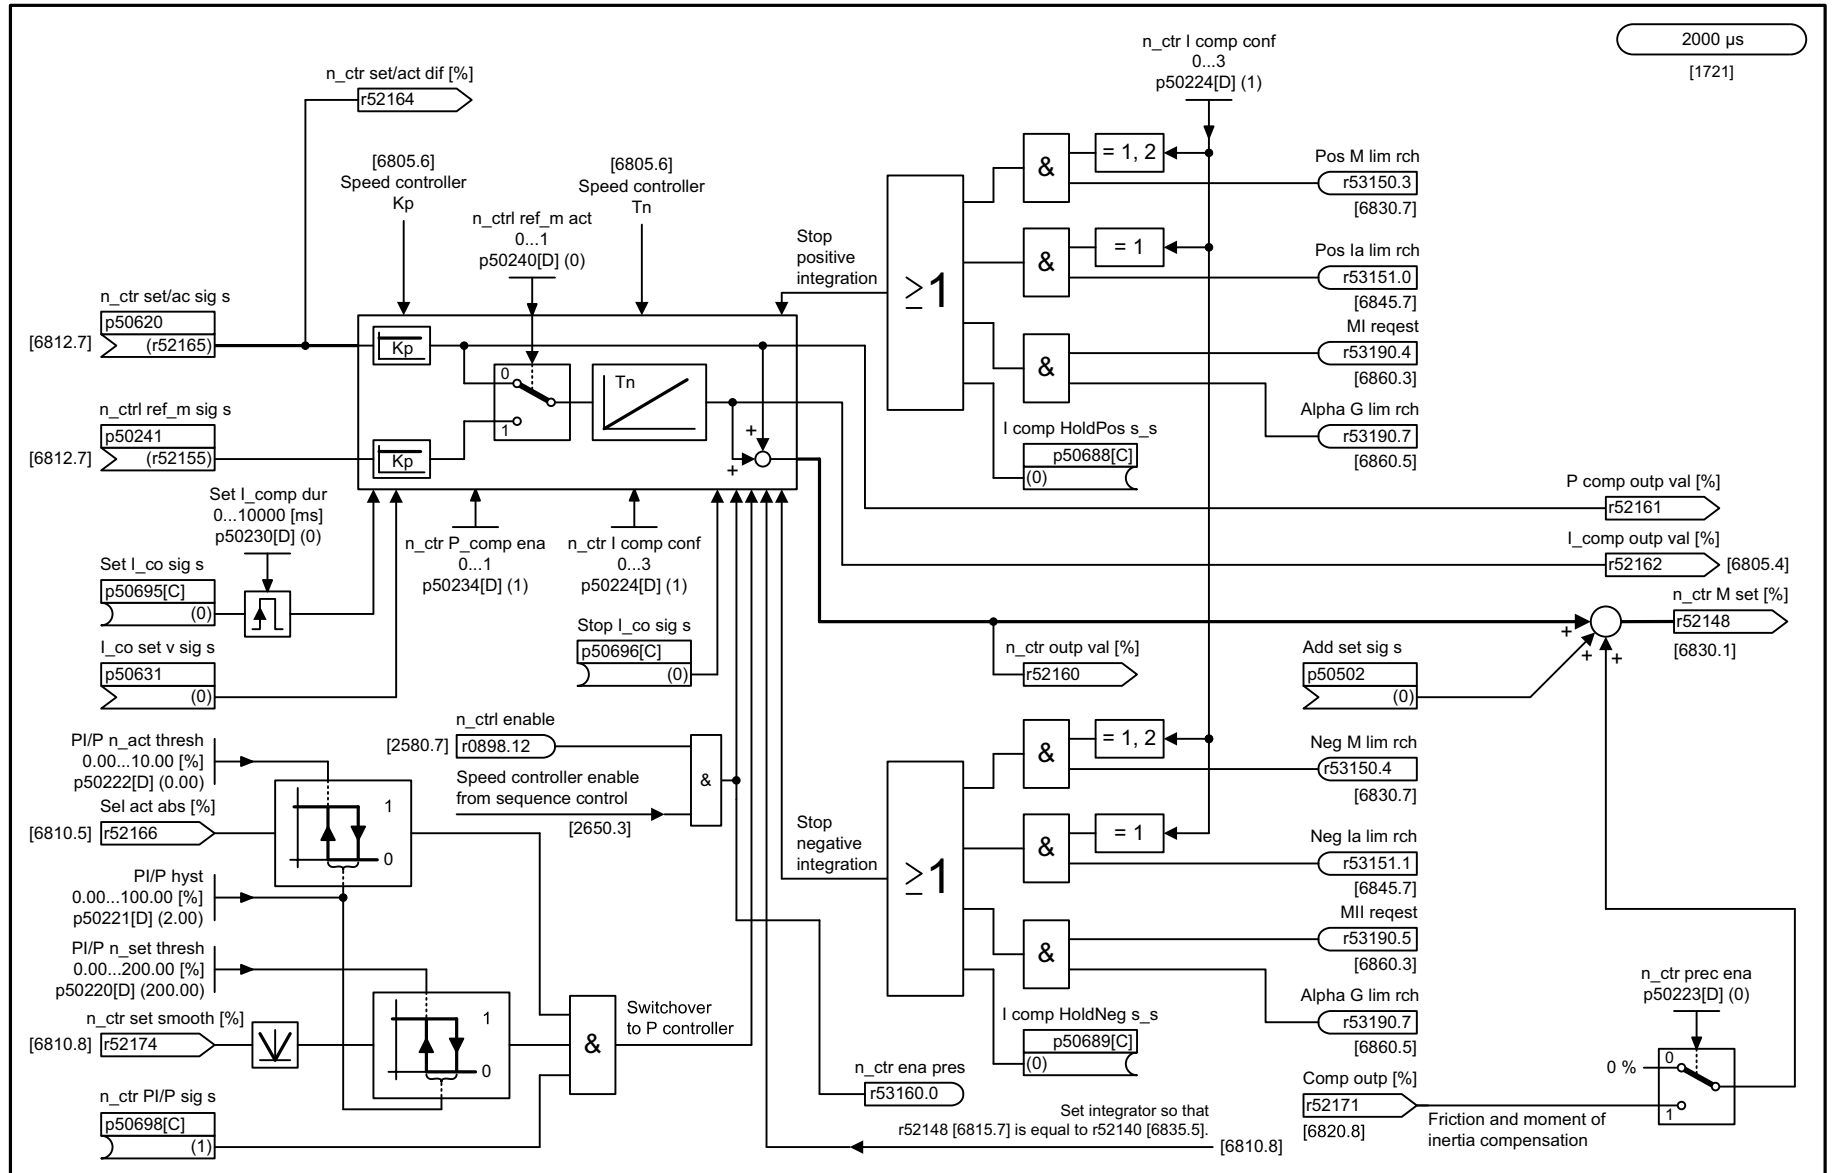 2000 µs
[1721]
n_ctr set/act dif [%]
r52164
n_ctr I comp conf
0...3
p50224[D] (1)
[6805.6]
Speed controller
Kp
[6805.6]
Speed controller
Tn
n_ctrl ref_m act
0...1
p50240[D] (0)
n_ctr set/ac sig s
p50620
[6812.7]
(r52165)
n_ctrl ref_m sig s
p50241
[6812.7]
(r52155)
Kp
Kp
0
1
Tn
+
+
Stop
positive
integration
≥1
&
= 1, 2
Pos M lim rch
r53150.3
[6830.7]
&
= 1
Pos Ia lim rch
r53151.0
[6845.7]
&
MI reqest
r53190.4
[6860.3]
Alpha G lim rch
r53190.7
[6860.5]
I comp HoldPos s_s
p50688[C]
(0)
Set I_comp dur
0...10000 [ms]
p50230[D] (0)
Set I_co sig s
p50695[C]
(0)
I_co set v sig s
p50631
(0)
n_ctr P_comp ena
0...1
p50234[D] (1)
n_ctr I comp conf
0...3
p50224[D] (1)
Stop I_co sig s
p50696[C]
(0)
P comp outp val [%]
r52161
I_comp outp val [%]
r52162
[6805.4]
n_ctr M set [%]
r52148
[6830.1]
+
+
+
n_ctr outp val [%]
r52160
Add set sig s
p50502
(0)
n_ctrl enable
[2580.7]
r0898.12
Speed controller enable
from sequence control
[2650.3]
&
PI/P n_act thresh
0.00...10.00 [%]
p50222[D] (0.00)
Sel act abs [%]
[6810.5]
r52166
1
0
PI/P hyst
0.00...100.00 [%]
p50221[D] (2.00)
PI/P n_set thresh
0.00...200.00 [%]
p50220[D] (200.00)
n_ctr set smooth [%]
[6810.8]
r52174
1
0
n_ctr PI/P sig s
p50698[C]
(1)
&
Switchover
to P controller
Stop
negative
integration
≥1
&
= 1, 2
Neg M lim rch
r53150.4
[6830.7]
&
= 1
Neg Ia lim rch
r53151.1
[6845.7]
&
MII reqest
r53190.5
[6860.3]
Alpha G lim rch
r53190.7
[6860.5]
I comp HoldNeg s_s
p50689[C]
(0)
n_ctr ena pres
r53160.0
Set integrator so that
r52148 [6815.7] is equal to r52140 [6835.5].
[6810.8]
n_ctr prec ena
p50223[D] (0)
0 %
0
1
Comp outp [%]
r52171
[6820.8]
Friction and moment of
inertia compensation